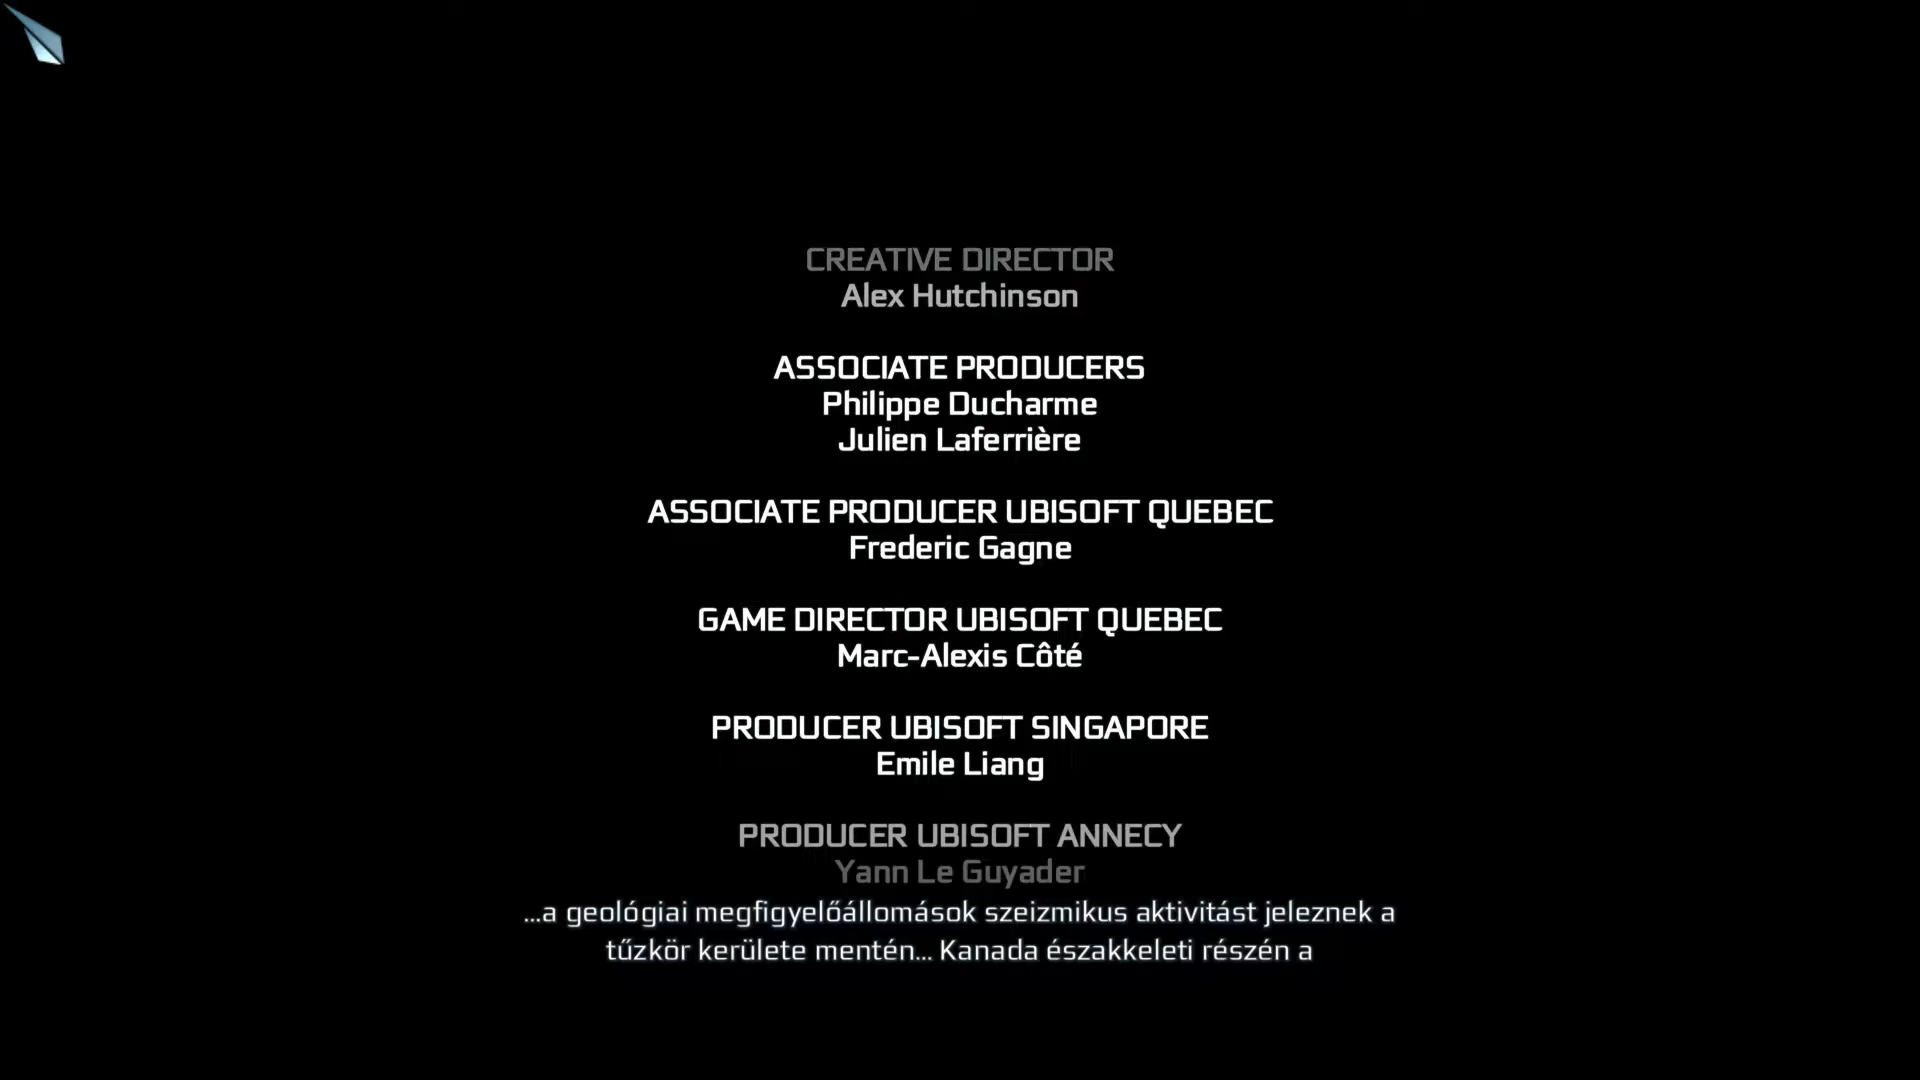 CREATIVE DIRECTOR
Alex Hutchinson
ASSOCIATE PRODUCERS
Philippe Ducharme
Julien Laferrière
ASSOCIATE PRODUCER UBISOFT QUEBEC
Frederic Gagne
GAME DIRECTOR UBISOFT QUEBEC
Marc-Alexis Côté
PRODUCER UBISOFT SINGAPORE
Emile Liang
PRODUCER UBISOFT ANNECY
Yann Le Guyader
...a geológiai megfigyelőállomások szeizmikus aktivitást jeleznek a
tűzkör kerülete mentén... Kanada északkeleti részén a